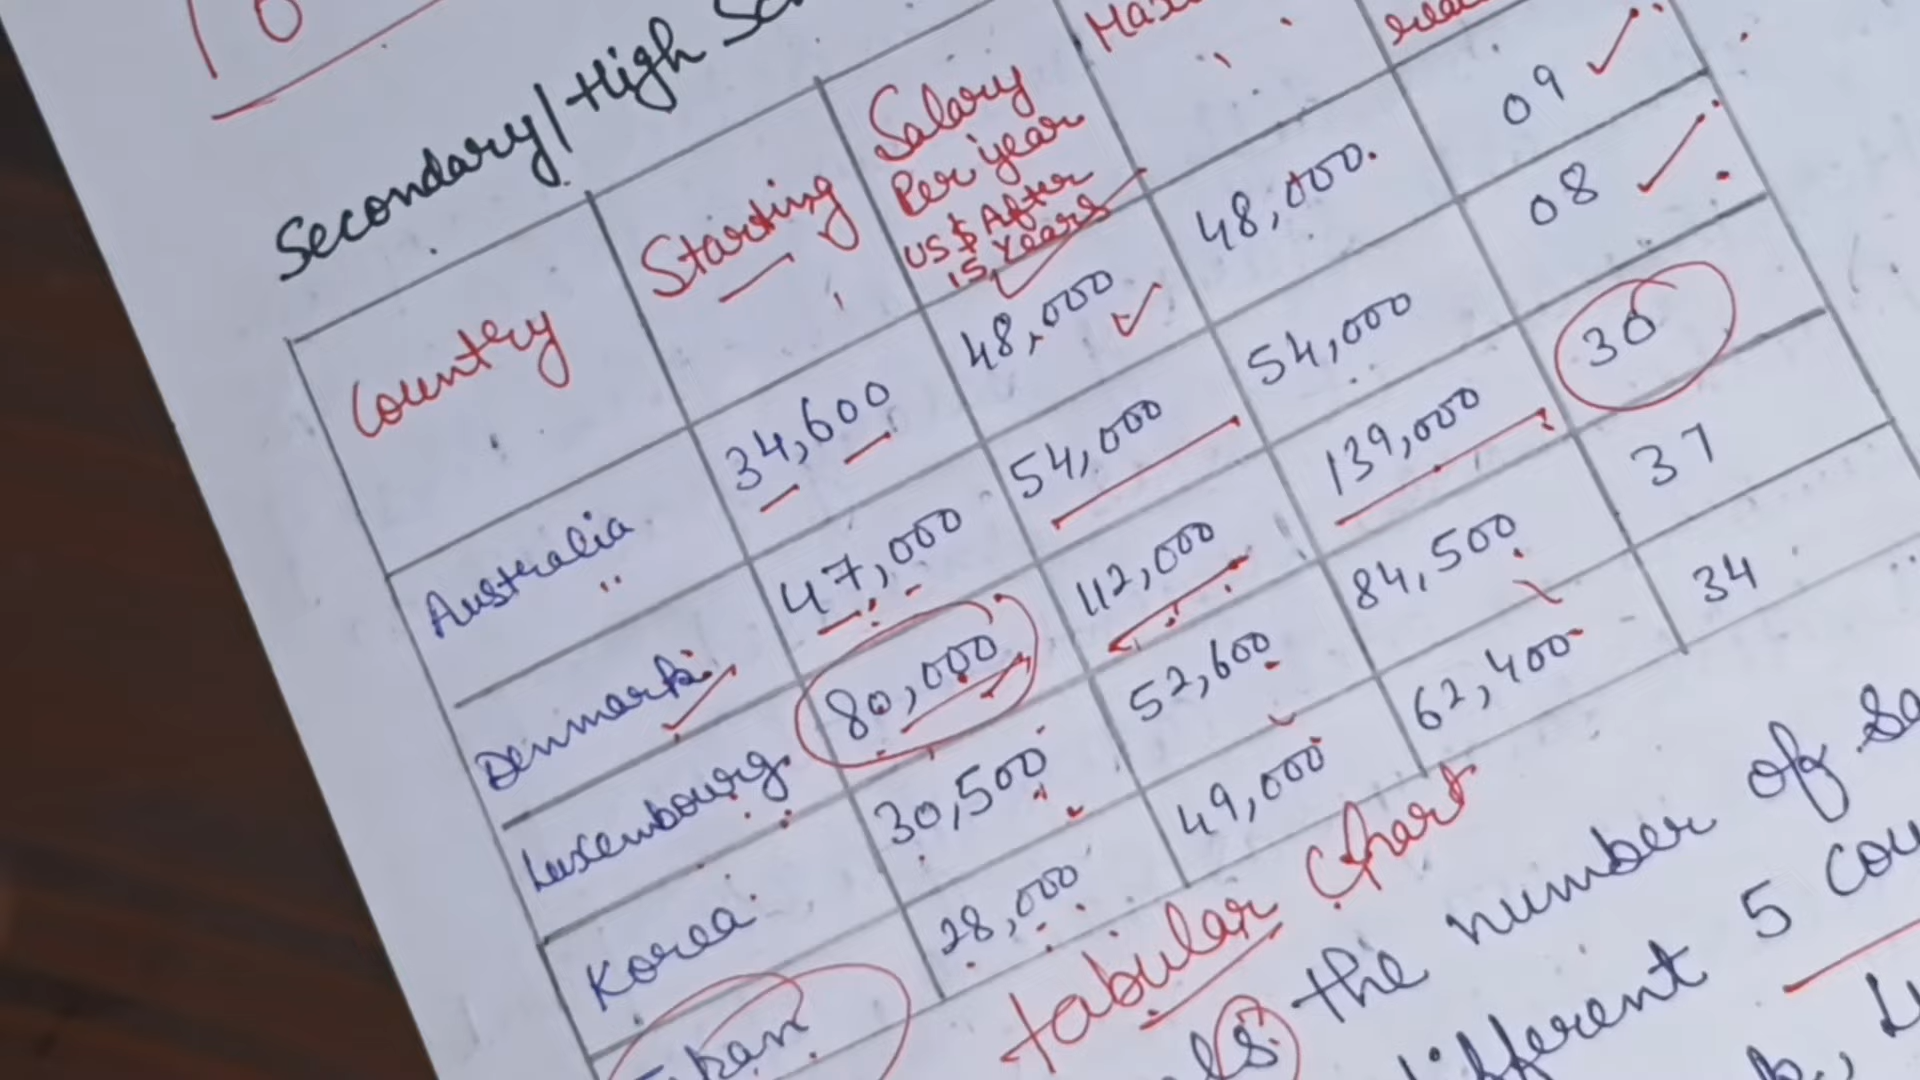 Secondary/High
Country
Starting
Salary
Per year
US $ After
15 Years
Australia 34,600 48,000 48,000. 09
Denmark 47,000 54,000 54,000 08
Luxembourg 80,000 112,000 139,000 30
Korea 30,500 52,600 84,500 37
28,000 49,000 62,400 34
tabular Chart
the number of
different 5